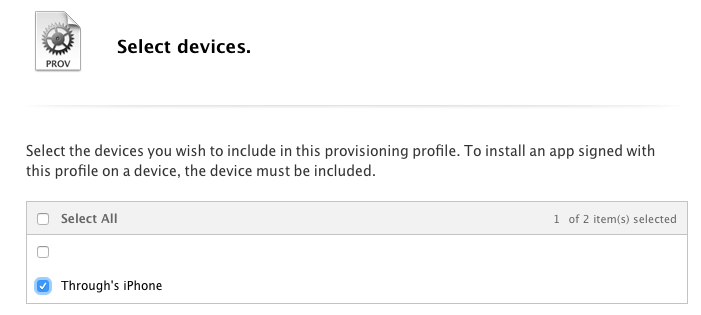 PROV
Select devices.
Select the devices you wish to include in this provisioning profile. To install an app signed with
this profile on a device, the device must be included.
Select All
1 of 2 item(s) selected
Through's iPhone